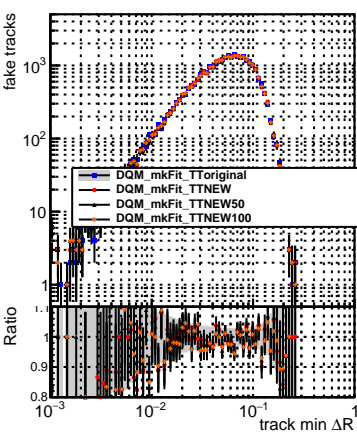 fake tracks
10³
10²
10
1
DQM_mkFit_TToriginal
DQM_mkFit_TTNEW
DQM_mkFit_TTNEW50
DQM_mkFit_TTNEW100
Ratio
1.1
1
0.9
0.8
10⁻³ 10⁻² 10⁻¹ 1
track min ΔR